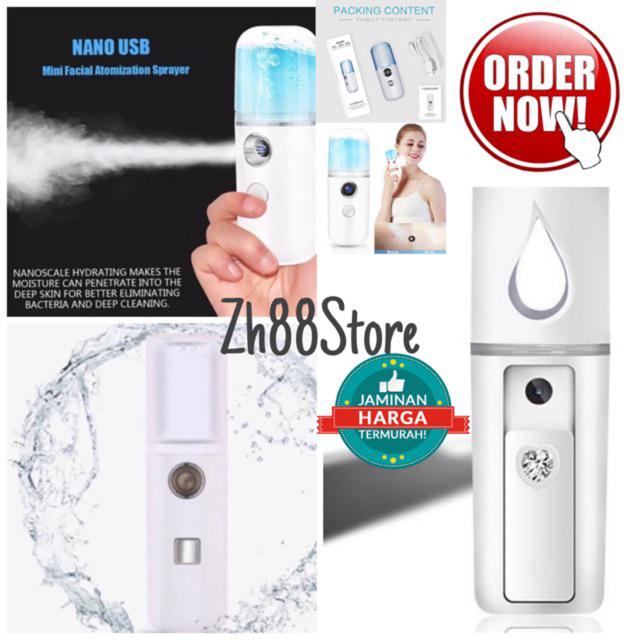 NANO USB
Mini Facial Atomization Sprayer
NANOSCALE HYDRATING MAKES THE
MOISTURE CAN PENETRATE INTO THE
DEEP SKIN FOR BETTER ELIMINATING
BACTERIA AND DEEP CLEANING.
PACKING CONTENT
FAMILY PORTRAIT
ORDER
NOW!
Zh88Store
JAMINAN
HARGA
TERMURAH!